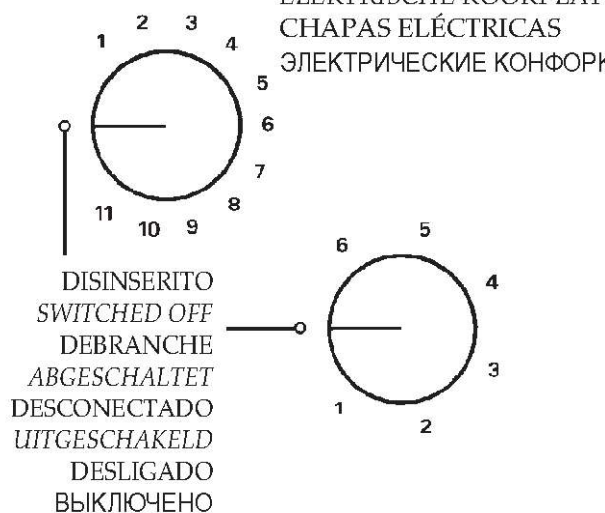 CHAPAS ELÉCTRICAS
ЭЛЕКТРИЧЕСКИЕ
1 2 3 4 5 6 7 8 9 10 11
DISINSERITO
SWITCHED OFF
DEBRANCHE
ABGESCHALTET
DESCONECTADO
UITGESCHAKELD
DESLIGADO
ВЫКЛЮЧЕНО
6 5 4 3 2 1